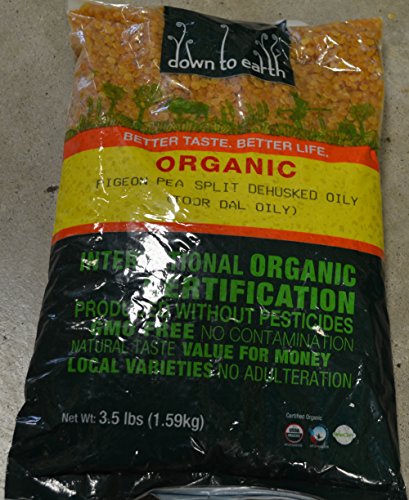 down to earth
BETTER TASTE. BETTER LIFE.
ORGANIC
PIGEON PEA SPLIT DEHUSKED OILY
(TOOR DAL OILY)
INTERNATIONAL ORGANIC
CERTIFICATION
PRODUCED WITHOUT PESTICIDES
GMO FREE NO CONTAMINATION
NATURAL TASTE VALUE FOR MONEY
LOCAL VARIETIES NO ADULTERATION
Net Wt: 3.5 lbs (1.59kg)
Certified Organic
USDA
ORGANIC